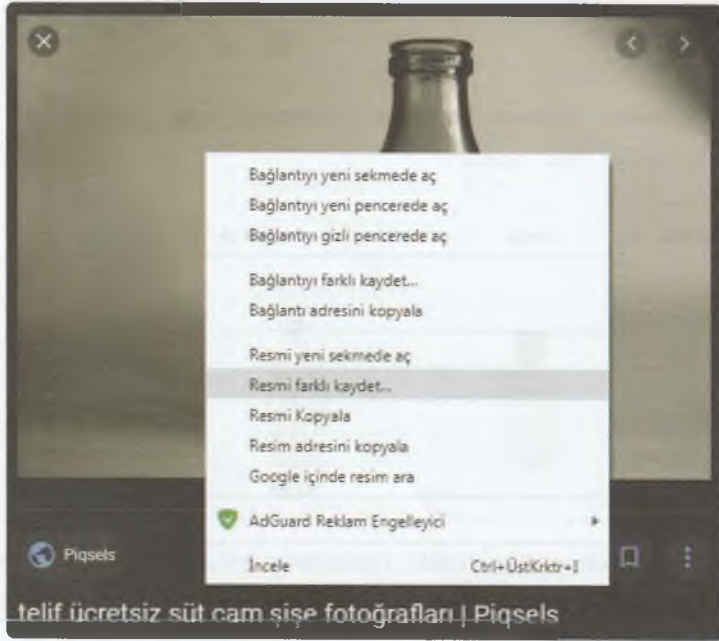 Bağlantıyı yeni sekmede aç
Bağlantıyı yeni pencerede aç
Bağlantıyı gizli pencerede aç
Bağlantıyı farklı kaydet...
Bağlantı adresini kopyala
Resmi yeni sekmede aç
Resmi farklı kaydet...
Resmi Kopyala
Resim adresini kopyala
Google içinde resim ara
AdGuard Reklam Engelleyici
İncele Ctrl+ÜstKrktr+I
Piqsels
telif ücretsiz süt cam şişe fotoğrafları | Piqsels